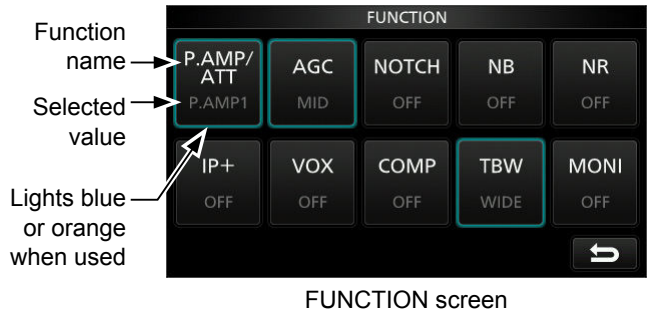 FUNCTION
Function
name
P.AMP/
ATT
AGC
NOTCH
NB
NR
Selected
value
P.AMP1
MID
OFF
OFF
OFF
IP+
VOX
COMP
TBW
MONI
Lights blue
or orange
when used
OFF
OFF
OFF
WIDE
OFF
FUNCTION screen